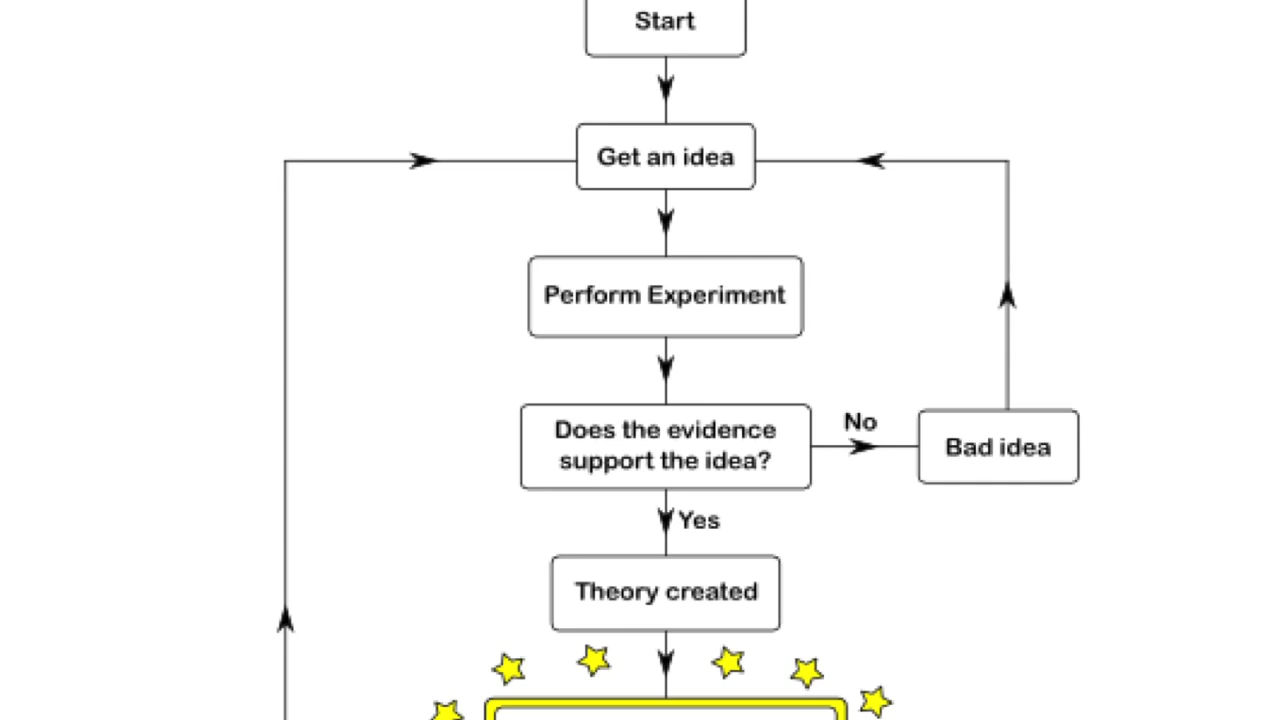 Start
Get an idea
Perform Experiment
Does the evidence
support the idea?
No
Bad idea
Yes
Theory created